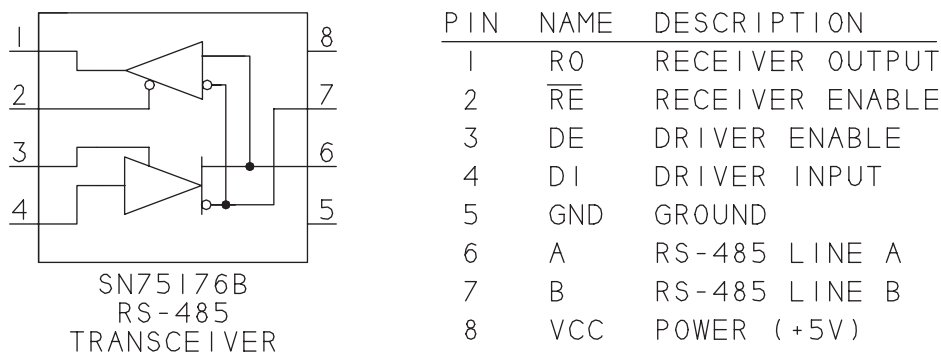 1
2
3
4
8
7
6
5
SN75176B
RS-485
TRANSCEIVER
PIN NAME DESCRIPTION
1 RO RECEIVER OUTPUT
2 R̅E̅ RECEIVER ENABLE
3 DE DRIVER ENABLE
4 DI DRIVER INPUT
5 GND GROUND
6 A RS-485 LINE A
7 B RS-485 LINE B
8 VCC POWER (+5V)